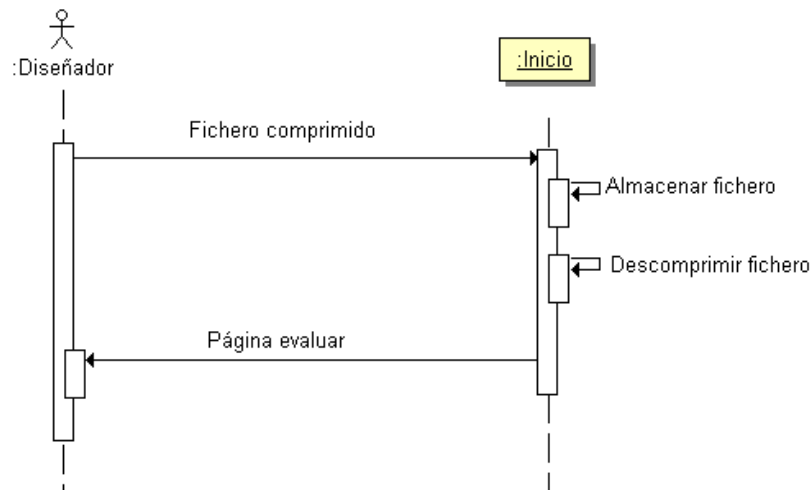 :Diseñador
:Inicio
Fichero comprimido
Almacenar fichero
Descomprimir fichero
Página evaluar